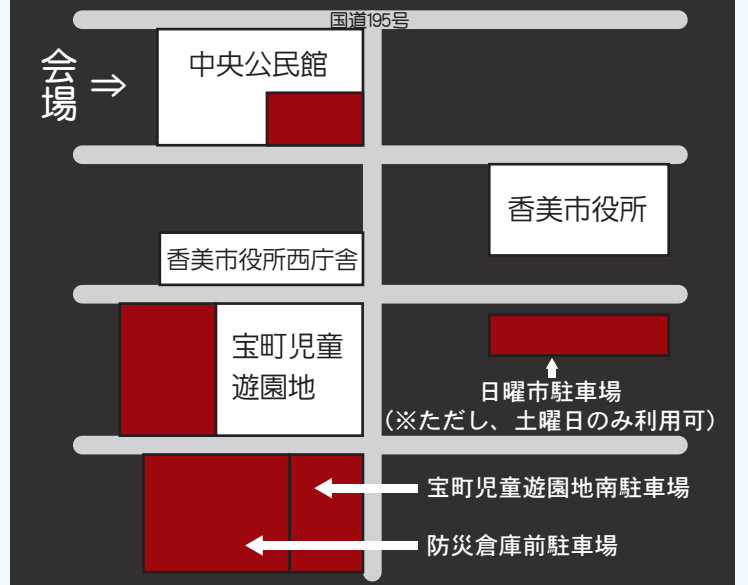 国道195号
会場⇒
中央公民館
香美市役所
香美市役所西庁舎
宝町児童
遊園地
日曜市駐車場
(※ただし、土曜日のみ利用可)
宝町児童遊園地南駐車場
防災倉庫前駐車場